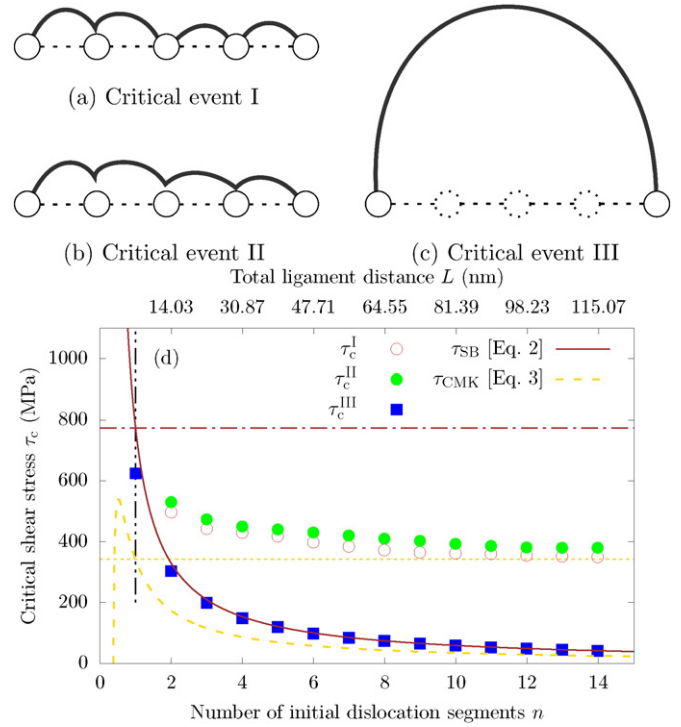 (a) Critical event I
(b) Critical event II
(c) Critical event III
Total ligament distance L (nm)
14.03 30.87 47.71 64.55 81.39 98.23 115.07
(d)
τ_c^I
τ_c^II
τ_c^III
τ_SB [Eq. 2]
τ_CMK [Eq. 3]
Critical shear stress τ_c (MPa)
1000
800
600
400
200
0
0 2 4 6 8 10 12 14
Number of initial dislocation segments n